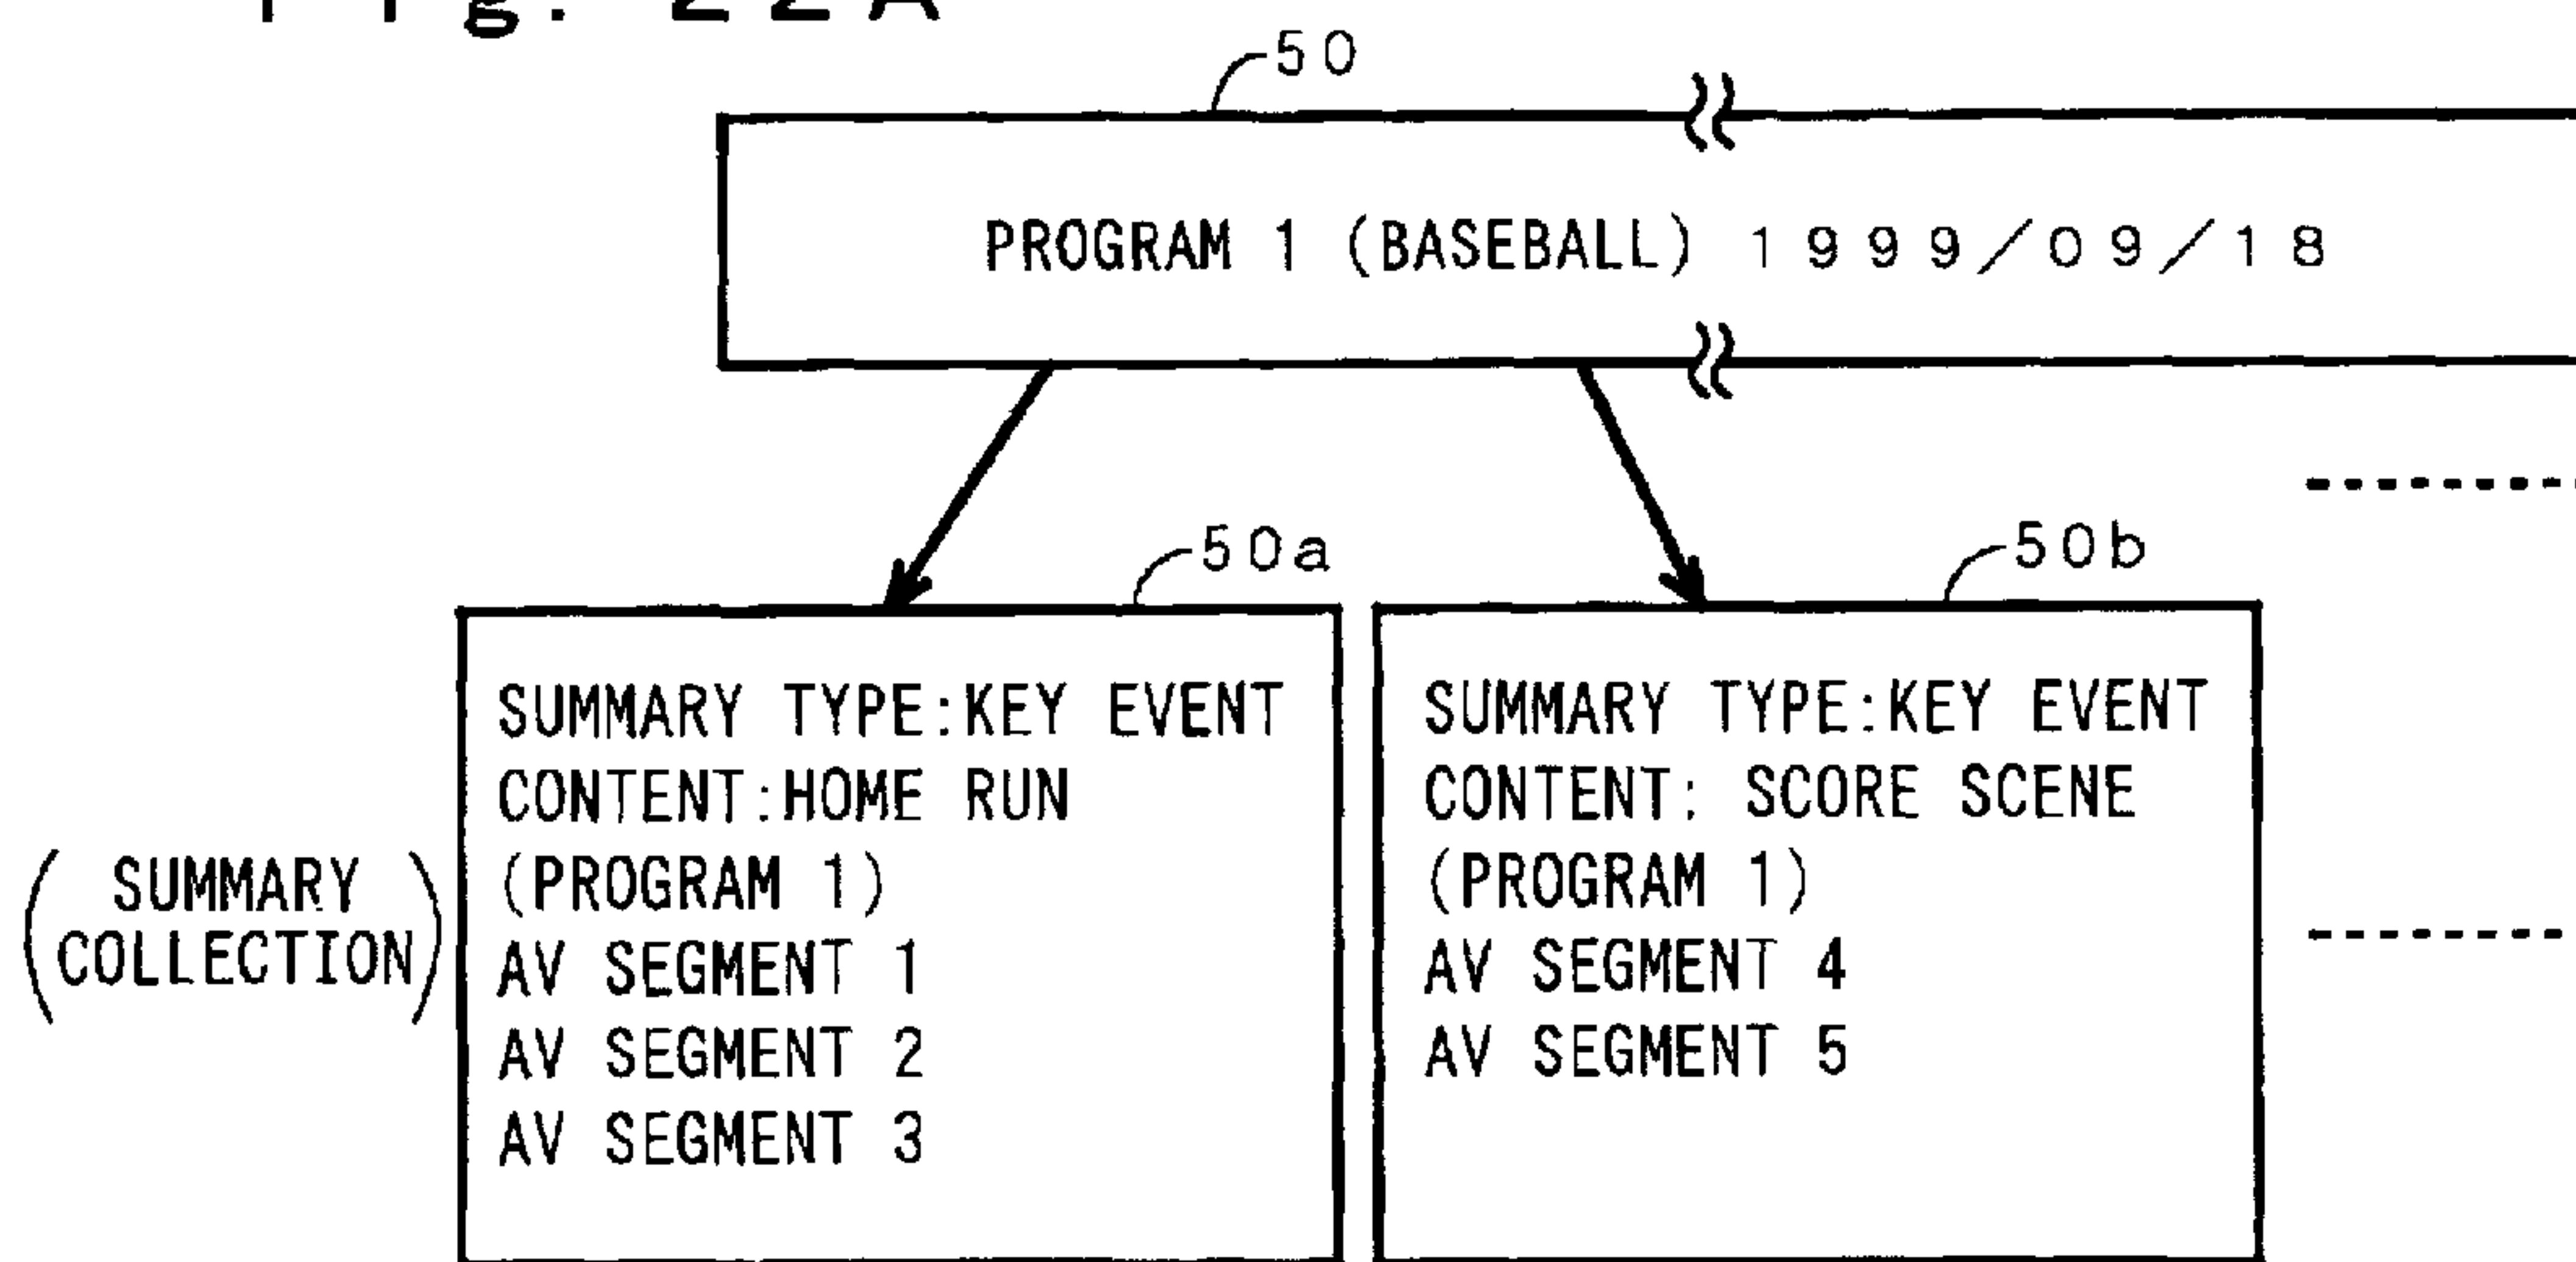 Fig. 22A
50
PROGRAM 1 (BASEBALL) 1999/09/18
50a
50b
SUMMARY TYPE:KEY EVENT
CONTENT:HOME RUN
(PROGRAM 1)
AV SEGMENT 1
AV SEGMENT 2
AV SEGMENT 3
SUMMARY TYPE:KEY EVENT
CONTENT: SCORE SCENE
(PROGRAM 1)
AV SEGMENT 4
AV SEGMENT 5
(SUMMARY
COLLECTION)